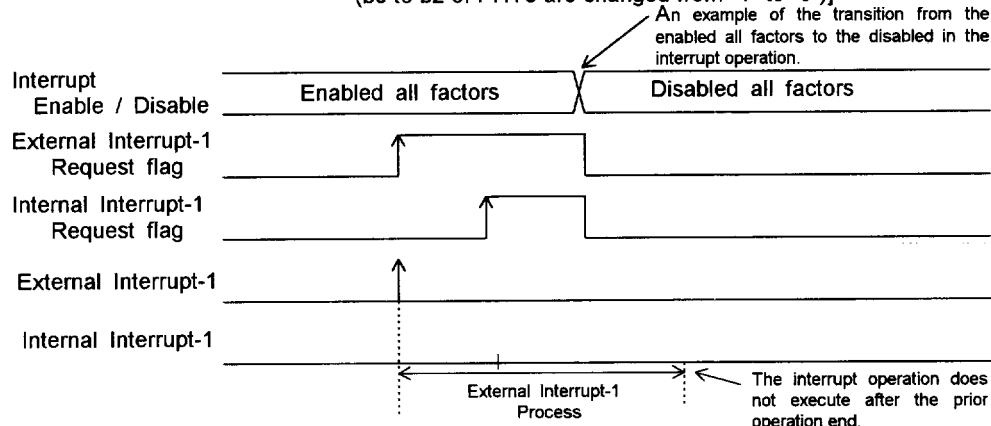 An example of the transition from the
enabled all factors to the disabled in the
interrupt operation.
Interrupt
Enable / Disable
Enabled all factors
Disabled all factors
External Interrupt-1
Request flag
Internal Interrupt-1
Request flag
External Interrupt-1
Internal Interrupt-1
External Interrupt-1
Process
The interrupt operation does
not execute after the prior
operation end.